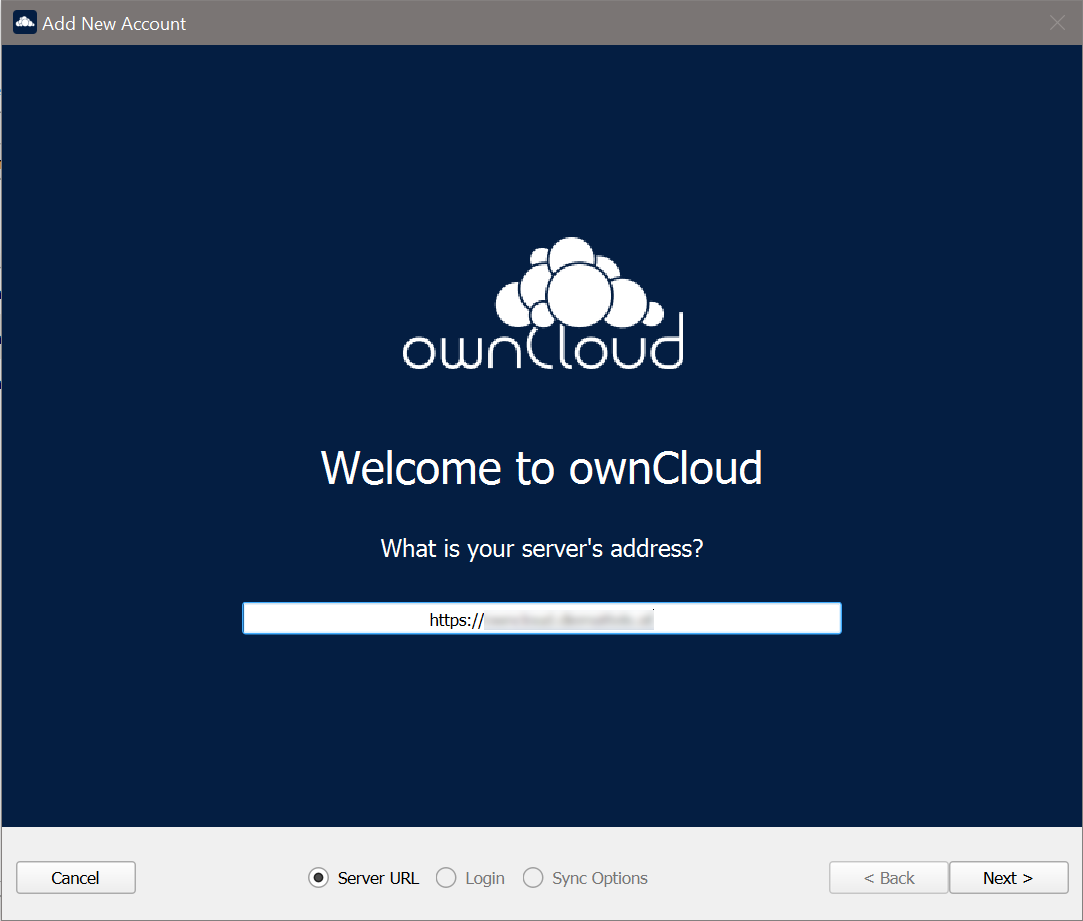 Add New Account
ownCloud
Welcome to ownCloud
What is your server's address?
https://
Cancel
Server URL
Login
Sync Options
< Back
Next >